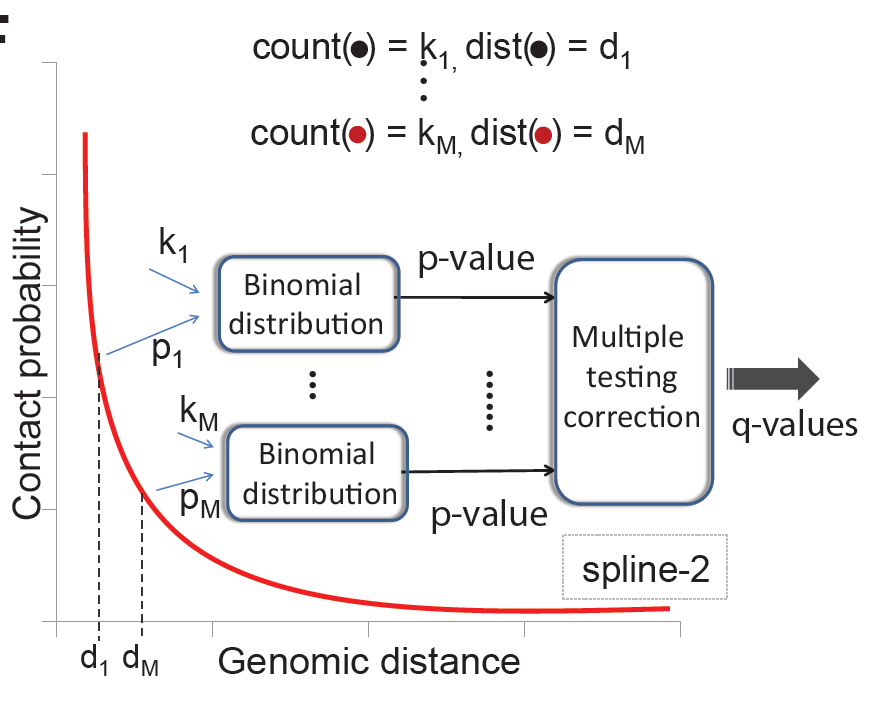 F
count(●) = k1, dist(●) = d1
count(●) = kM, dist(●) = dM
Contact probability
k1
p1
Binomial
distribution
p-value
kM
pM
Binomial
distribution
p-value
Multiple
testing
correction
q-values
spline-2
d1 dM
Genomic distance